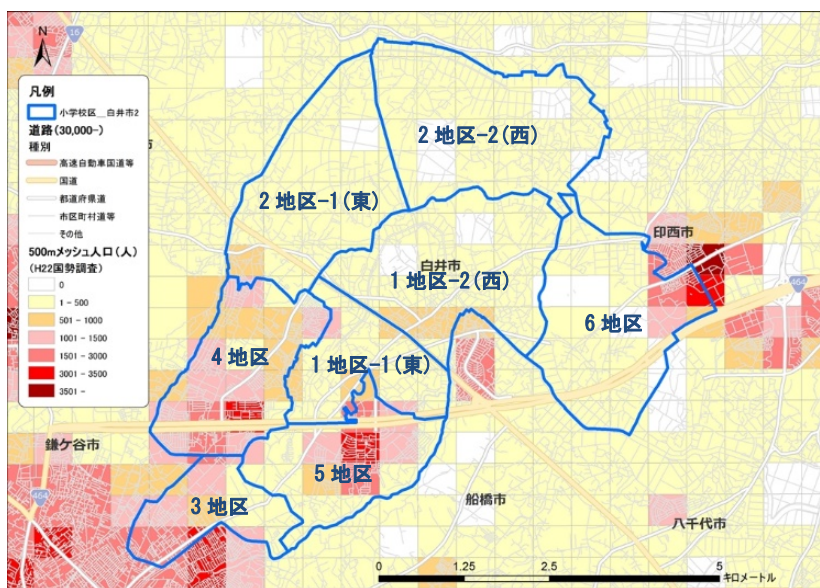 N
16
凡例
小学校区__白井市2
道路(30,000-)
種別
高速自動車国道等
国道
都道府県道
市区町村道等
その他
500mメッシュ人口(人)
(H22国勢調査)
0
1 - 500
501 - 1000
1001 - 1500
1501 - 3000
3001 - 3500
3501 -
2 地区-2(西)
2 地区-1(東)
印西市
白井市
1 地区-2(西)
464
6 地区
4 地区
1 地区-1(東)
鎌ケ谷市
5 地区
464
3 地区
船橋市
八千代市
0 1.25 2.5 5
キロメートル